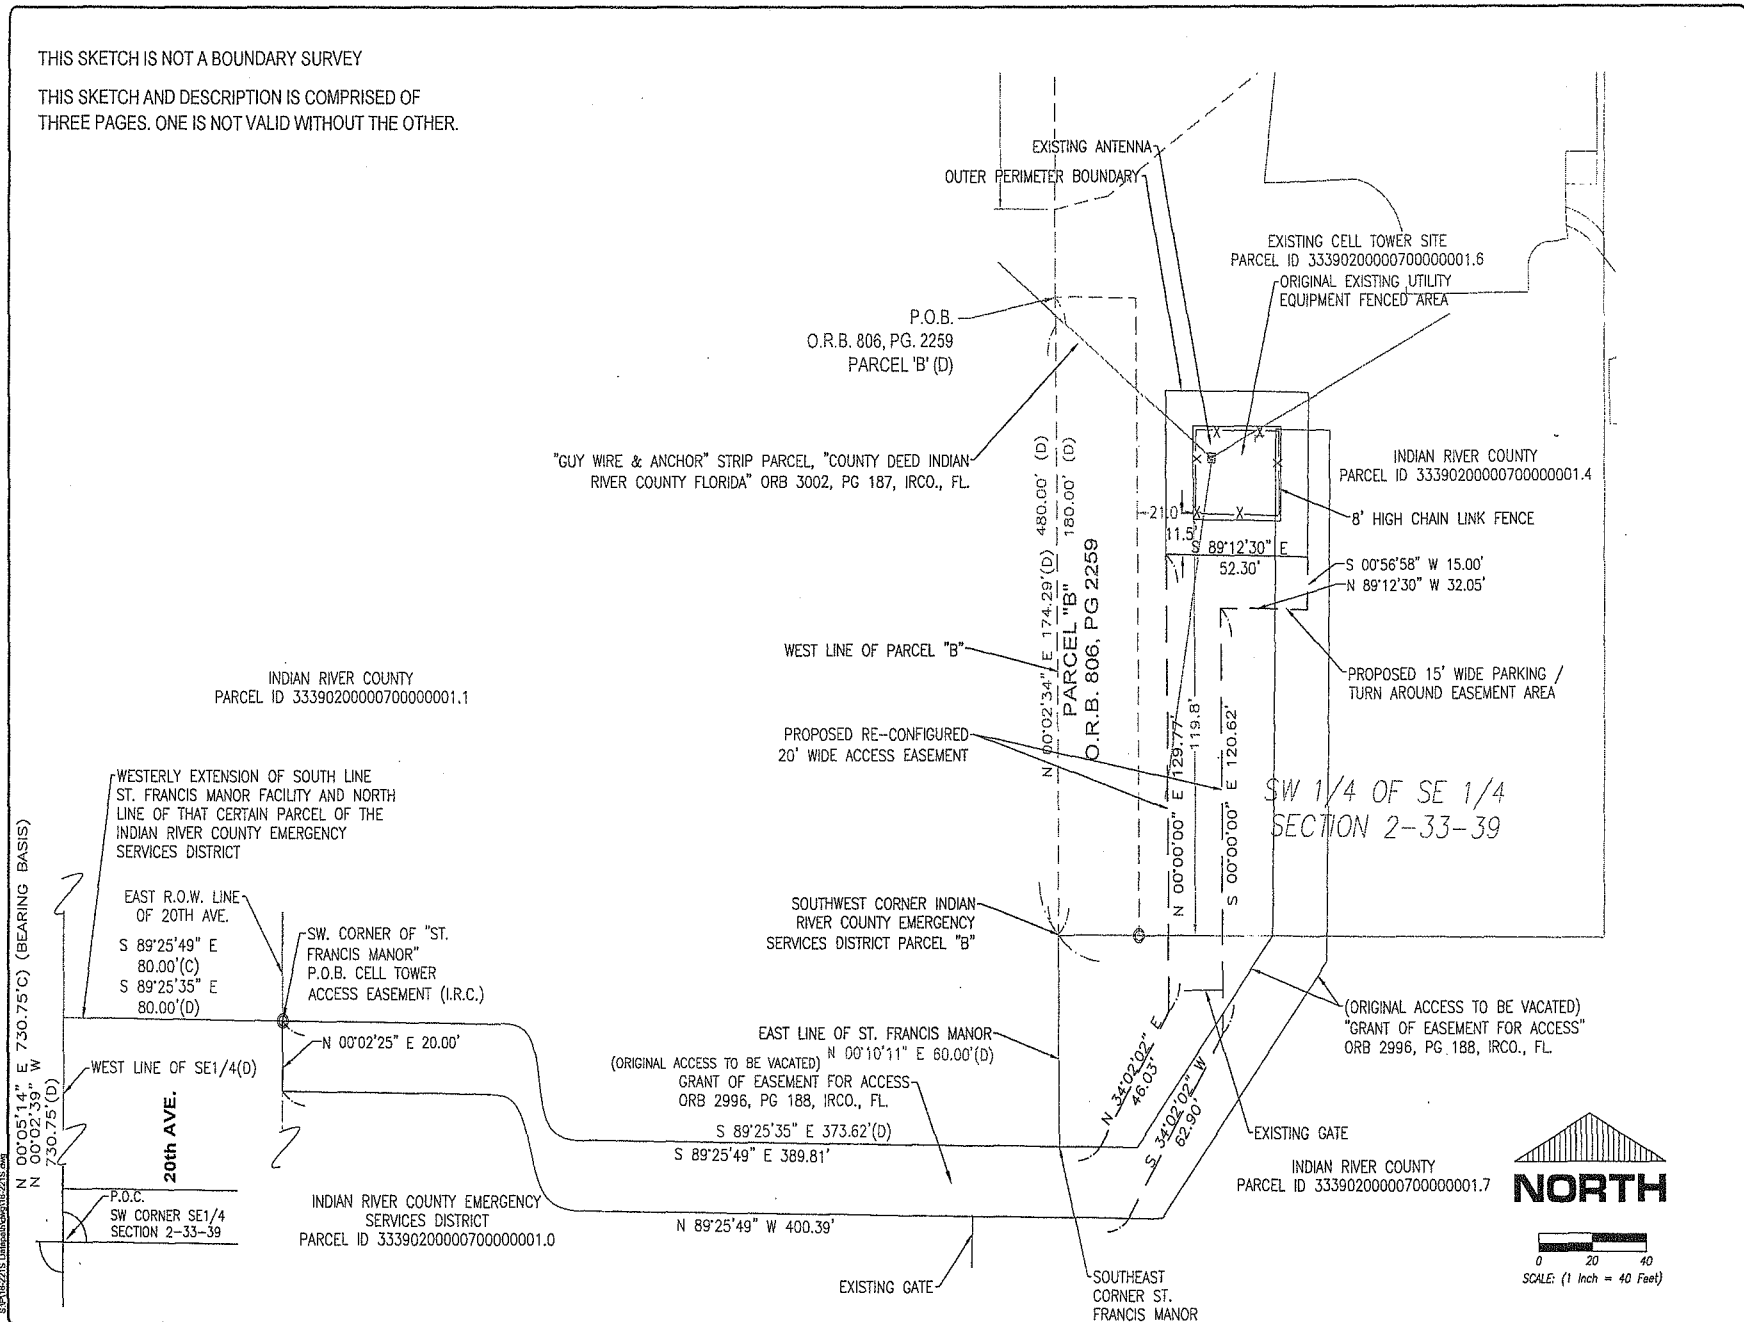 THIS SKETCH IS NOT A BOUNDARY SURVEY
THIS SKETCH AND DESCRIPTION IS COMPRISED OF
THREE PAGES. ONE IS NOT VALID WITHOUT THE OTHER.
EXISTING ANTENNA
OUTER PERIMETER BOUNDARY
EXISTING CELL TOWER SITE
PARCEL ID 33390200000700000001.6
ORIGINAL EXISTING UTILITY
EQUIPMENT FENCED AREA
P.O.B.
O.R.B. 806, PG. 2259
PARCEL 'B' (D)
"GUY WIRE & ANCHOR" STRIP PARCEL, "COUNTY DEED INDIAN
RIVER COUNTY FLORIDA" ORB 3002, PG 187, IRCO., FL.
480.00' (D)
180.00' (D)
N 00°02'34" E 174.29'(D)
PARCEL "B"
O.R.B. 806, PG 2259
INDIAN RIVER COUNTY
PARCEL ID 33390200000700000001.4
8' HIGH CHAIN LINK FENCE
21.0'
11.5'
S 89°12'30" E
52.30'
S 00°56'58" W 15.00'
N 89°12'30" W 32.05'
WEST LINE OF PARCEL "B"
PROPOSED 15' WIDE PARKING /
TURN AROUND EASEMENT AREA
INDIAN RIVER COUNTY
PARCEL ID 33390200000700000001.1
PROPOSED RE-CONFIGURED
20' WIDE ACCESS EASEMENT
N 00°00'00" E 129.77'
119.8'
S 00°00'00" E 120.62'
SW 1/4 OF SE 1/4
SECTION 2-33-39
WESTERLY EXTENSION OF SOUTH LINE
ST. FRANCIS MANOR FACILITY AND NORTH
LINE OF THAT CERTAIN PARCEL OF THE
INDIAN RIVER COUNTY EMERGENCY
SERVICES DISTRICT
EAST R.O.W. LINE
OF 20TH AVE.
S 89°25'49" E
80.00'(C)
S 89°25'35" E
80.00'(D)
SW. CORNER OF "ST.
FRANCIS MANOR"
P.O.B. CELL TOWER
ACCESS EASEMENT (I.R.C.)
SOUTHWEST CORNER INDIAN
RIVER COUNTY EMERGENCY
SERVICES DISTRICT PARCEL "B"
N 00°02'25" E 20.00'
EAST LINE OF ST. FRANCIS MANOR
N 00°10'11" E 60.00'(D)
(ORIGINAL ACCESS TO BE VACATED)
GRANT OF EASEMENT FOR ACCESS
ORB 2996, PG 188, IRCO., FL.
(ORIGINAL ACCESS TO BE VACATED)
"GRANT OF EASEMENT FOR ACCESS"
ORB 2996, PG 188, IRCO., FL.
WEST LINE OF SE1/4(D)
N 00°05'14" E 730.75'C) (BEARING BASIS)
N 00°02'39" W
730.75'(D)
20th AVE.
S 89°25'35" E 373.62'(D)
S 89°25'49" E 389.81'
N 34°02'02" E
46.03'
S 34°02'02" W
62.90'
EXISTING GATE
INDIAN RIVER COUNTY
PARCEL ID 33390200000700000001.7
P.O.C.
SW CORNER SE1/4
SECTION 2-33-39
INDIAN RIVER COUNTY EMERGENCY
SERVICES DISTRICT
PARCEL ID 33390200000700000001.0
N 89°25'49" W 400.39'
EXISTING GATE
SOUTHEAST
CORNER ST.
FRANCIS MANOR
NORTH
0 20 40
SCALE: (1 Inch = 40 Feet)